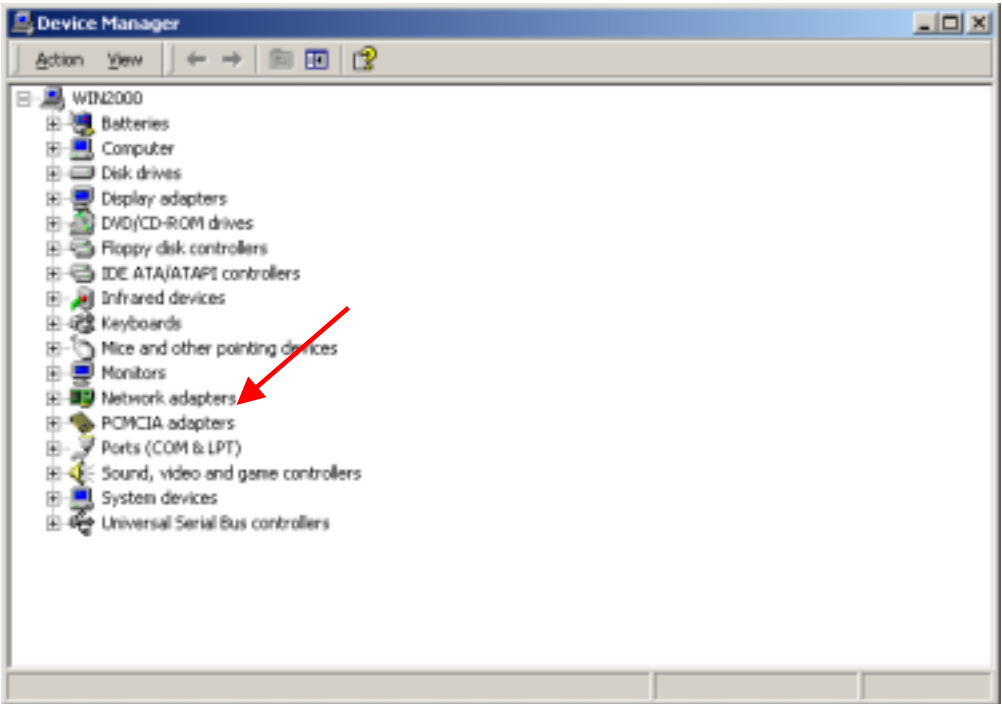 Device Manager
Action View
WIN2000
Batteries
Computer
Disk drives
Display adapters
DVD/CD-ROM drives
Floppy disk controllers
IDE ATA/ATAPI controllers
Infrared devices
Keyboards
Mice and other pointing devices
Monitors
Network adapters
PCMCIA adapters
Ports (COM & LPT)
Sound, video and game controllers
System devices
Universal Serial Bus controllers